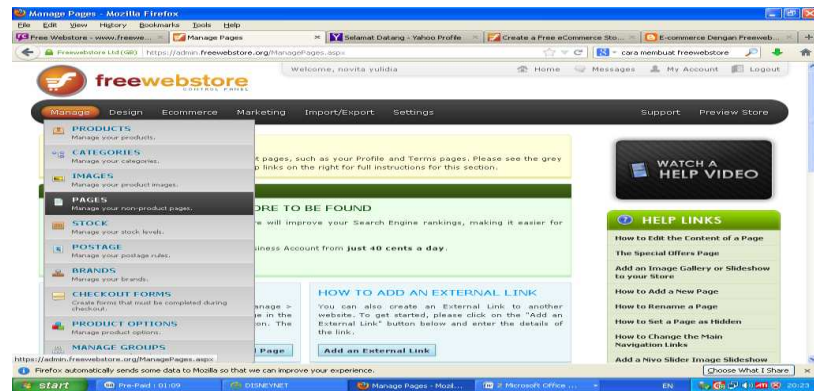 Manage Pages - Mozilla Firefox
File Edit View History Bookmarks Tools Help
Free Webstore - www.freewe... Manage Pages Selamat Datang - Yahoo Profile Create a Free eCommerce Sto... E-commerce Dengan Freeweb...
Freewebstore Ltd (GB) https://admin.freewebstore.org/ManagePages.aspx cara membuat freewebstore
freewebstore
CONTROL PANEL
Welcome, novita yulidia Home Messages My Account Logout
Manage Design Ecommerce Marketing Import/Export Settings Support Preview Store
PRODUCTS
Manage your products.
CATEGORIES
Manage your categories.
IMAGES
Manage your product images.
PAGES
Manage your non-product pages.
STOCK
Manage your stock levels.
POSTAGE
Manage your postage rules.
BRANDS
Manage your brands.
CHECKOUT FORMS
Create forms that must be completed during
checkout.
PRODUCT OPTIONS
Manage product options.
MANAGE GROUPS
t pages, such as your Profile and Terms pages. Please see the grey
p links on the right for full instructions for this section.
ORE TO BE FOUND
e will improve your Search Engine rankings, making it easier for
iness Account from just 40 cents a day.
anage >
e in the
on. The
Page
HOW TO ADD AN EXTERNAL LINK
You can also create an External Link to another
website. To get started, please click on the "Add an
External Link" button below and enter the details of
the link.
Add an External Link
WATCH A
HELP VIDEO
HELP LINKS
How to Edit the Content of a Page
The Special Offers Page
Add an Image Gallery or Slideshow
to your Store
How to Add a New Page
How to Rename a Page
How to Set a Page as Hidden
How to Change the Main
Navigation Links
Add a Nivo Slider Image Slideshow
https://admin.freewebstore.org/ManagePages.aspx
Firefox automatically sends some data to Mozilla so that we can improve your experience. Choose What I Share
start Pre-Paid : 01:09 DISNEYNET Manage Pages - Mozil... 2 Microsoft Office ... EN 20:23